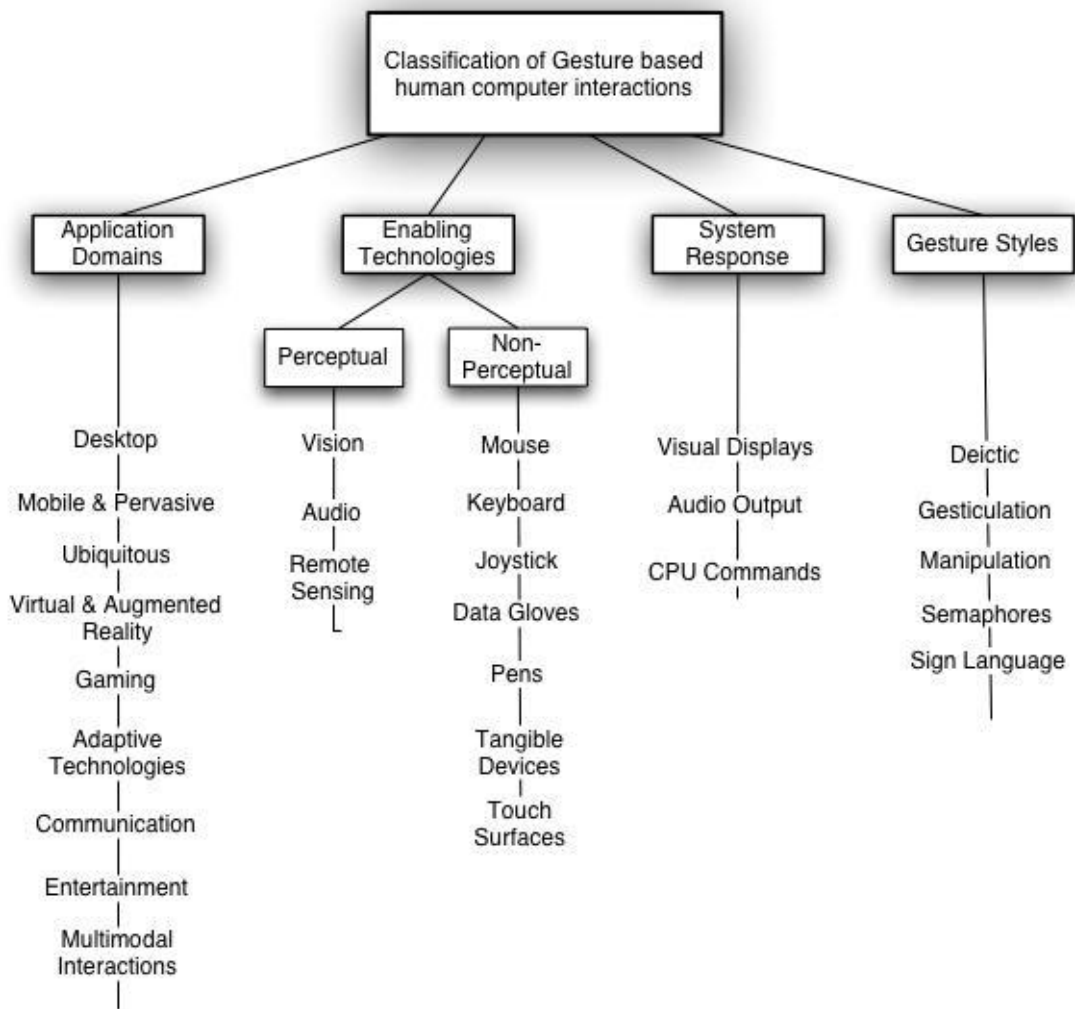 Classification of Gesture based
human computer interactions
Application
Domains
Enabling
Technologies
System
Response
Gesture Styles
Perceptual
Non-
Perceptual
Desktop
Mobile & Pervasive
Ubiquitous
Virtual & Augmented
Reality
Gaming
Adaptive
Technologies
Communication
Entertainment
Multimodal
Interactions
Vision
Audio
Remote
Sensing
Mouse
Keyboard
Joystick
Data Gloves
Pens
Tangible
Devices
Touch
Surfaces
Visual Displays
Audio Output
CPU Commands
Deictic
Gesticulation
Manipulation
Semaphores
Sign Language